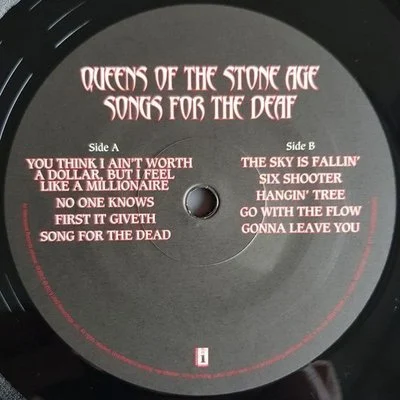 QUEENS OF THE STONE AGE
SONGS FOR THE DEAF
Side A
YOU THINK I AIN'T WORTH
A DOLLAR, BUT I FEEL
LIKE A MILLIONAIRE
NO ONE KNOWS
FIRST IT GIVETH
SONG FOR THE DEAD
Side B
THE SKY IS FALLIN'
SIX SHOOTER
HANGIN' TREE
GO WITH THE FLOW
GONNA LEAVE YOU
i